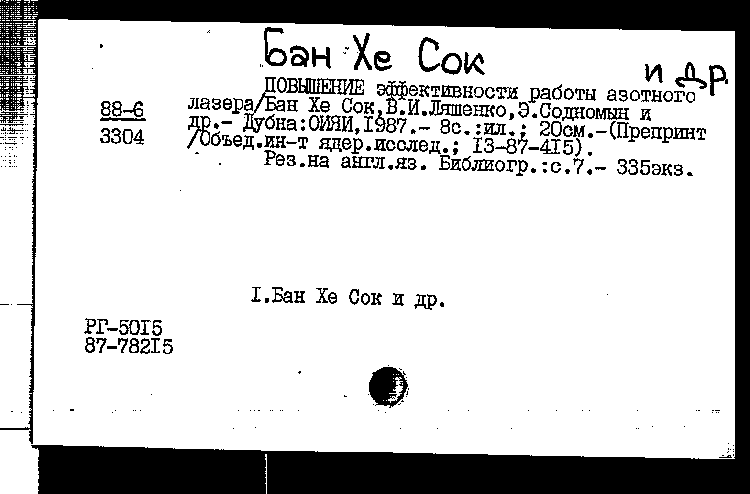 Бан Хе Сок
и др.
ПОВЫШЕНИЕ эффективности работы азотного
88-6
лазера/Бан Хе Сок,В.И.Ляшенко,Э.Содномын и
др.- Дубна:ОИЯИ,1987.- 8с.:ил.; 20см.-(Препринт
3304
/Объед.ин-т ядер.исслед.; 13-87-415).
Рез.на англ.яз. Библиогр.:с.7.- 335экз.
1.Бан Хе Сок и др.
РГ-5015
87-78215